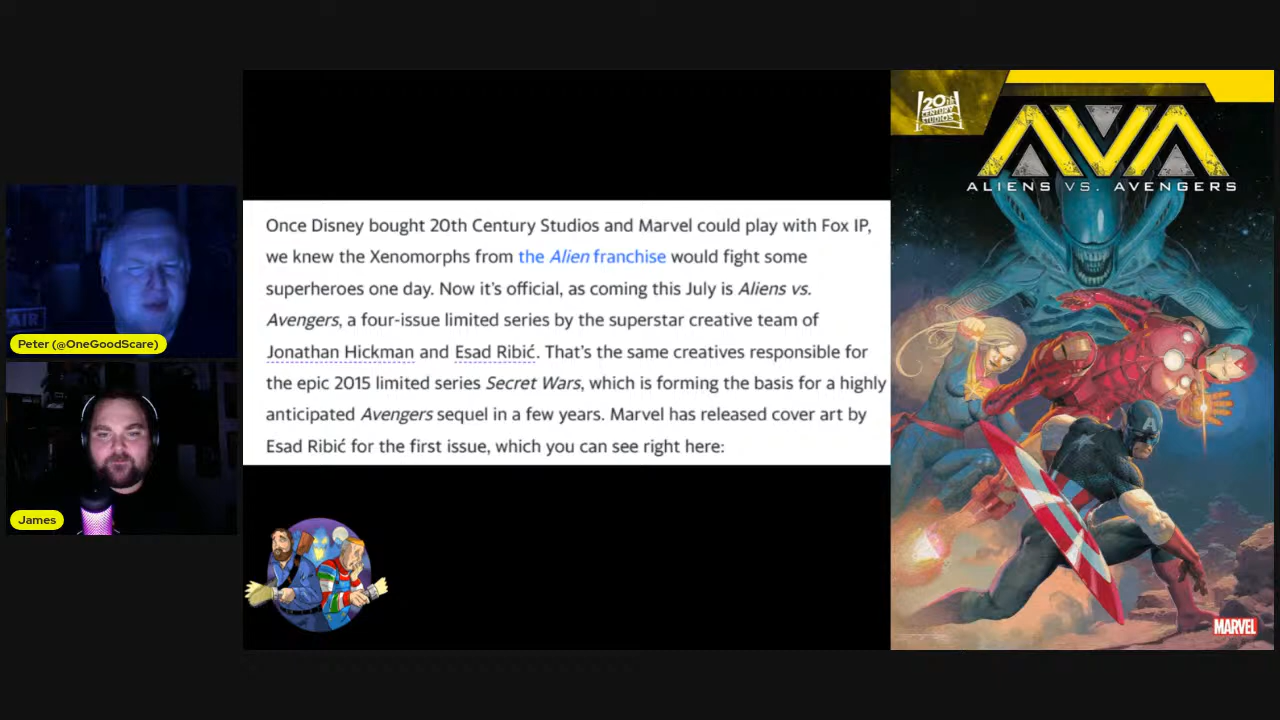 AIR
Peter (@OneGoodScare)
James
Once Disney bought 20th Century Studios and Marvel could play with Fox IP,
we knew the Xenomorphs from the Alien franchise would fight some
superheroes one day. Now it's official, as coming this July is Aliens vs.
Avengers, a four-issue limited series by the superstar creative team of
Jonathan Hickman and Esad Ribić. That's the same creatives responsible for
the epic 2015 limited series Secret Wars, which is forming the basis for a highly
anticipated Avengers sequel in a few years. Marvel has released cover art by
Esad Ribić for the first issue, which you can see right here:
20th
CENTURY
STUDIOS
AVA
ALIENS VS. AVENGERS
A
MARVEL